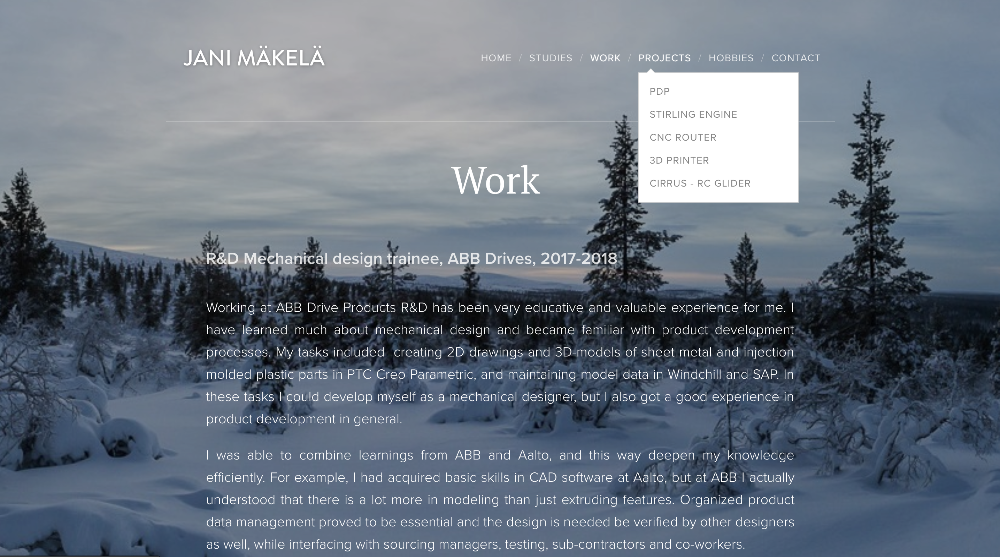 JANI MÄKELÄ
HOME / STUDIES / WORK / PROJECTS / HOBBIES / CONTACT
PDP
STIRLING ENGINE
CNC ROUTER
3D PRINTER
CIRRUS - RC GLIDER
Work
R&D Mechanical design trainee, ABB Drives, 2017-2018
Working at ABB Drive Products R&D has been very educative and valuable experience for me. I
have learned much about mechanical design and became familiar with product development
processes. My tasks included  creating 2D drawings and 3D-models of sheet metal and injection
molded plastic parts in PTC Creo Parametric, and maintaining model data in Windchill and SAP. In
these tasks I could develop myself as a mechanical designer, but I also got a good experience in
product development in general.
I was able to combine learnings from ABB and Aalto, and this way deepen my knowledge
efficiently. For example, I had acquired basic skills in CAD software at Aalto, but at ABB I actually
understood that there is a lot more in modeling than just extruding features. Organized product
data management proved to be essential and the design is needed be verified by other designers
as well, while interfacing with sourcing managers, testing, sub-contractors and co-workers.